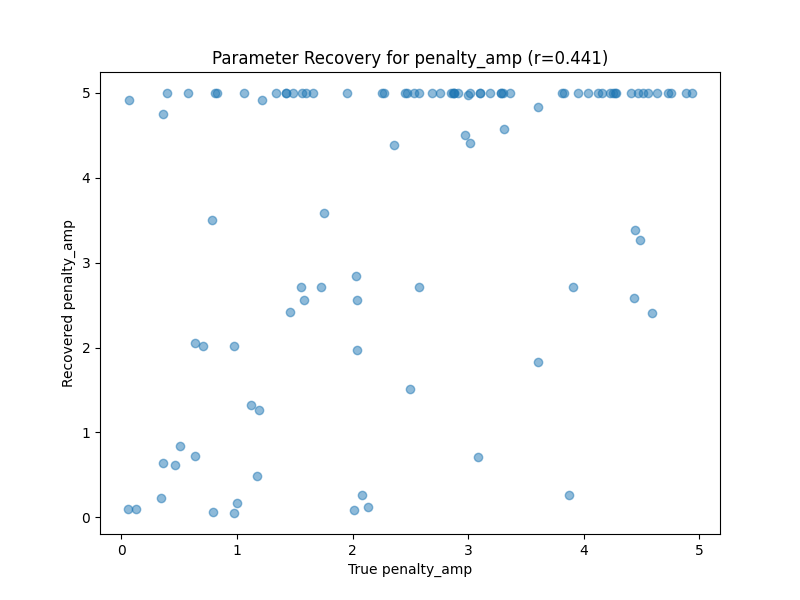 Parameter Recovery for penalty_amp (r=0.441)
5
4
3
2
1
0
Recovered penalty_amp
0 1 2 3 4 5
True penalty_amp